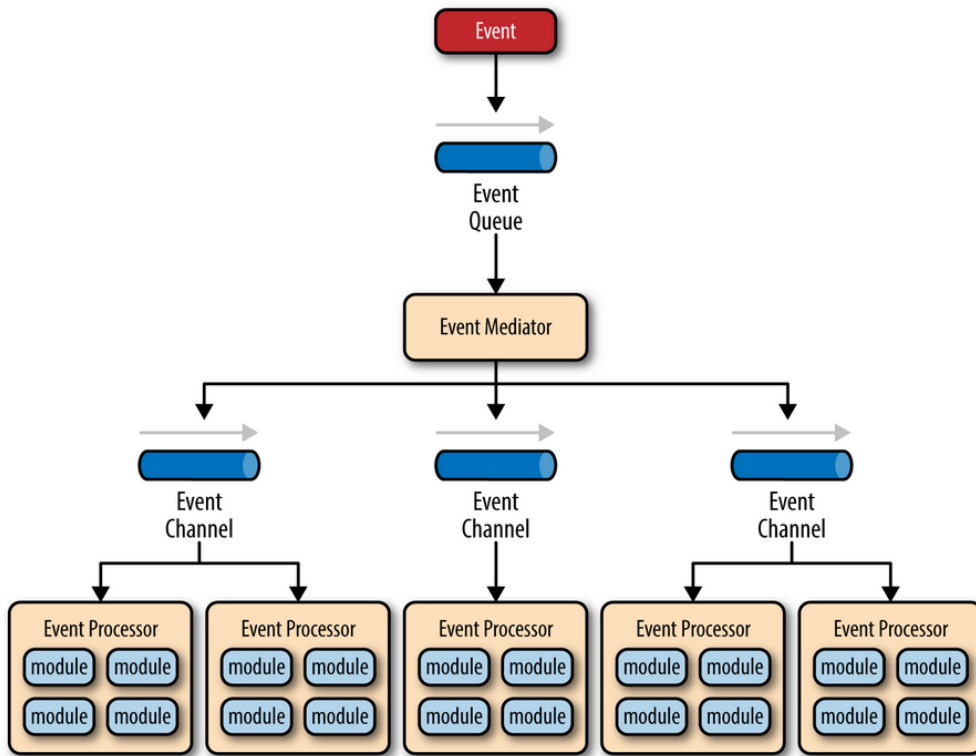 Event
Event
Queue
Event Mediator
Event
Channel
Event
Channel
Event
Channel
Event Processor
module module
module module
Event Processor
module module
module module
Event Processor
module module
module module
Event Processor
module module
module module
Event Processor
module module
module module